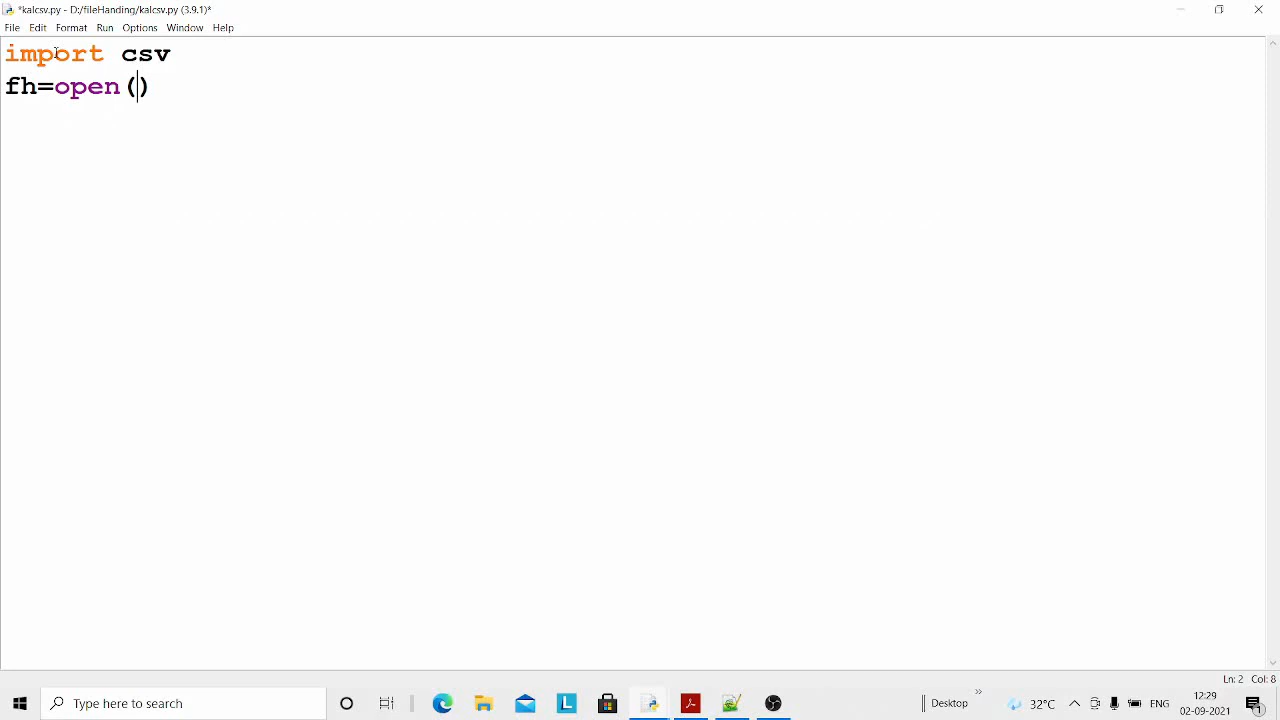 *kalcsv.py - D:/fileHanding/kalcsv.py (3.9.1)*
File Edit Format Run Options Window Help
import csv
fh=open()
Ln: 2 Col: 8
Type here to search
Desktop
32°C
ENG
12:29
02-09-2021
1